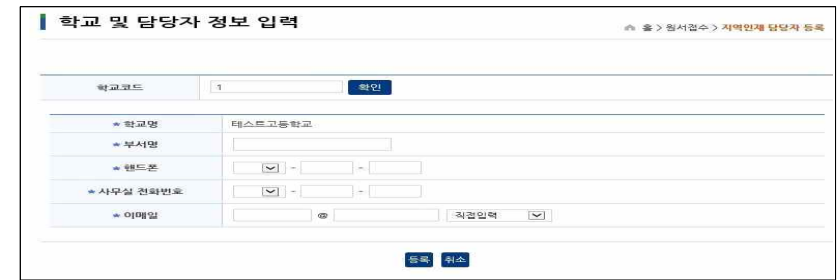 학교 및 담당자 정보 입력
홈 > 원서접수 > 지역인재 담당자 등록
학교코드 1 확인
* 학교명 테스트고등학교
* 부서명
* 핸드폰 - -
* 사무실 전화번호 - -
* 이메일 @ 직접입력
등록 취소